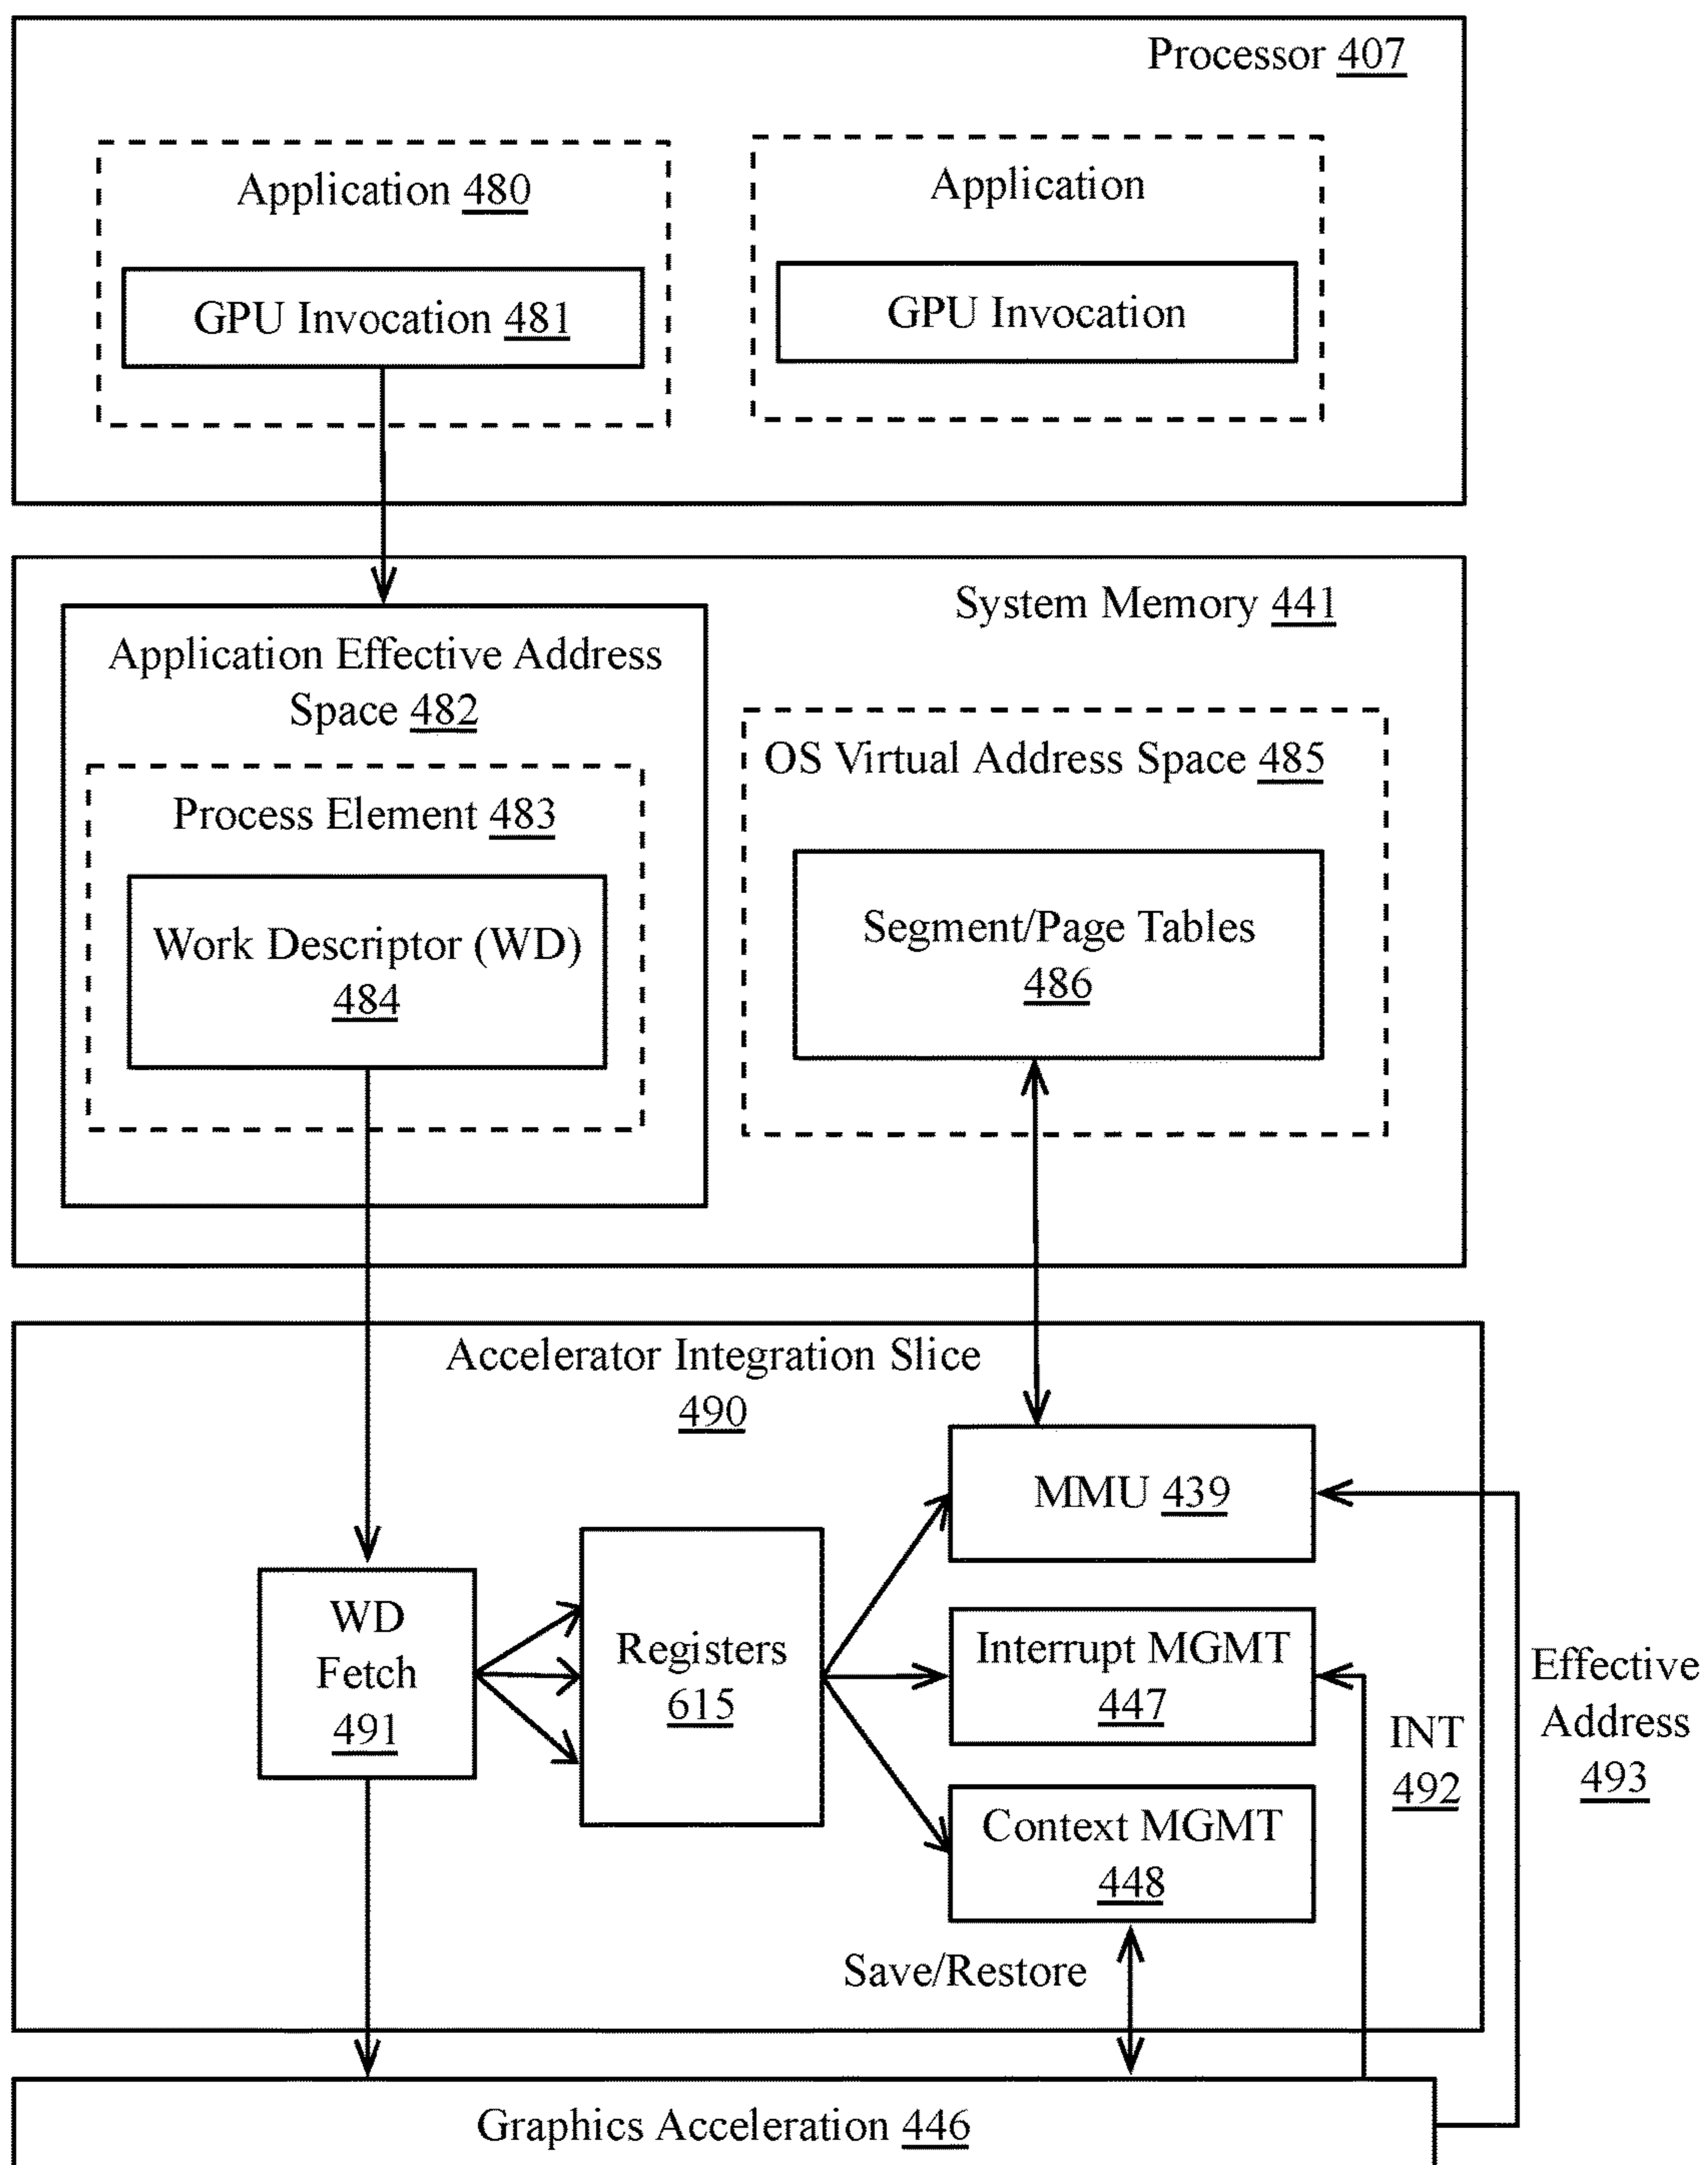 Processor 407
Application 480
Application
GPU Invocation 481
GPU Invocation
System Memory 441
Application Effective Address
Space 482
OS Virtual Address Space 485
Process Element 483
Segment/Page Tables
486
Work Descriptor (WD)
484
Accelerator Integration Slice
490
MMU 439
WD
Fetch
491
Registers
615
Interrupt MGMT
447
Effective
Address
493
INT
492
Context MGMT
448
Save/Restore
Graphics Acceleration 446